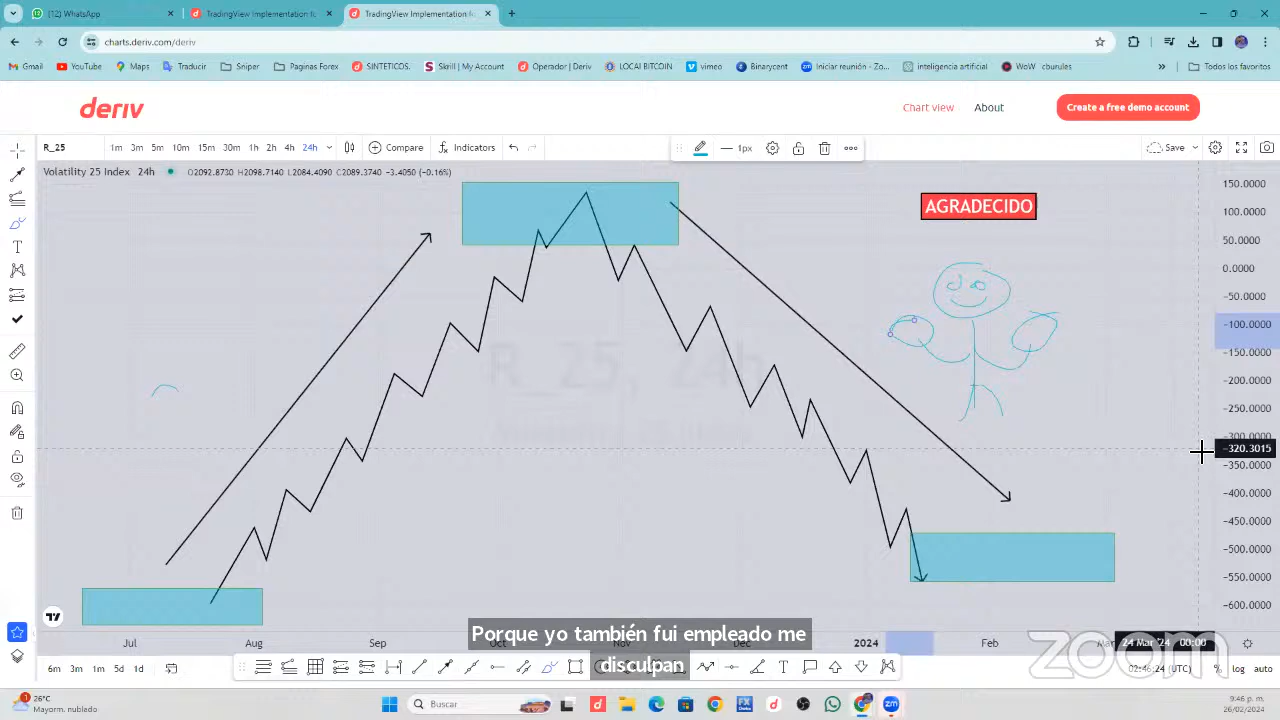 (12) WhatsApp
TradingView Implementation fo
TradingView Implementation fo
charts.deriv.com/deriv
Gmail
YouTube
Maps
Traducir
Sniper
Paginas Forex
SINTETICOS.
Skrill | My Account
Operador | Deriv
LOCAl BITCOIN
vimeo
Binarycent
Iniciar reunión - Zo...
inteligencia artificial
WoW cburules
»
Todos los favoritos
deriv
Chart view
About
Create a free demo account
R_25
1m 3m 5m 10m 15m 30m 1h 2h 4h 24h
Compare
Indicators
1px
Save
Volatility 25 Index 24h
O2092.8730 H2098.7140 L2084.4090 C2089.3740 -3.4050 (-0.16%)
AGRADECIDO
R_25, 24h
150.0000
100.0000
50.0000
0.0000
-50.0000
-100.0000
-150.0000
-200.0000
-250.0000
-300.0000
-320.3015
-350.0000
-400.0000
-450.0000
-500.0000
-550.0000
-600.0000
Jul
Aug
Sep
Oct
2024
Feb
24 Mar '24 00:00
Porque yo también fui empleado me
disculpan
zoom
6m 3m 1m 5d 1d
02:46:24 (UTC)
% log auto
26°C
Mayorm. nublado
Buscar
9:46 p. m.
26/02/2024